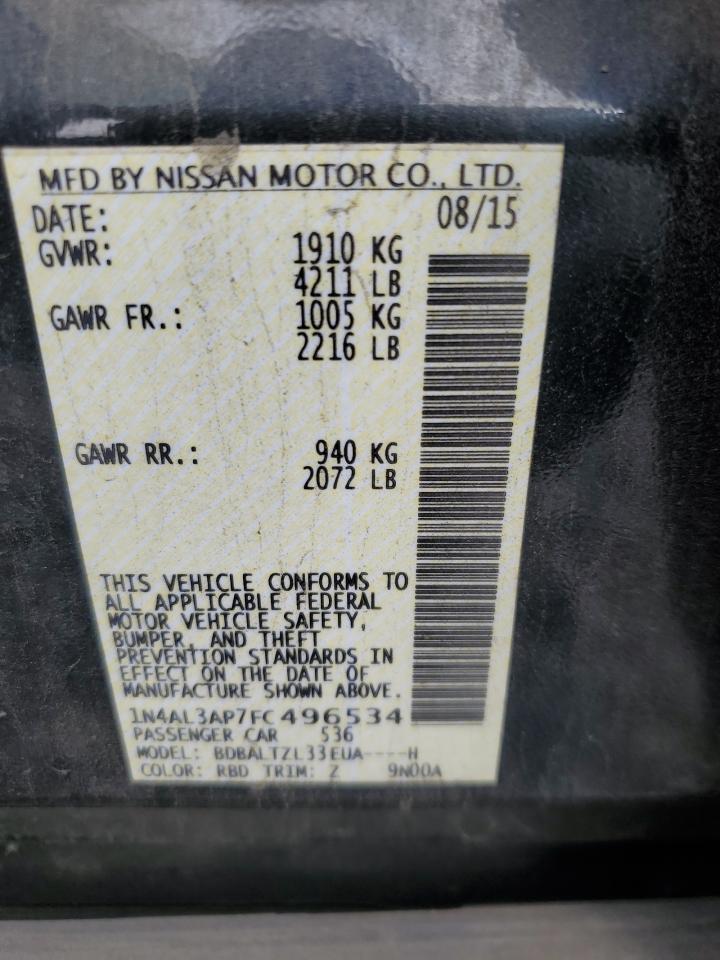 MFD BY NISSAN MOTOR CO., LTD.
DATE: 08/15
GVWR: 1910 KG
4211 LB
GAWR FR.: 1005 KG
2216 LB
GAWR RR.: 940 KG
2072 LB
THIS VEHICLE CONFORMS TO
ALL APPLICABLE FEDERAL
MOTOR VEHICLE SAFETY,
BUMPER, AND THEFT
PREVENTION STANDARDS IN
EFFECT ON THE DATE OF
MANUFACTURE SHOWN ABOVE.
1N4AL3AP7FC496534
PASSENGER CAR 536
MODEL: BDBALTZL33EUA----H
COLOR: RBD TRIM: Z 9N00A